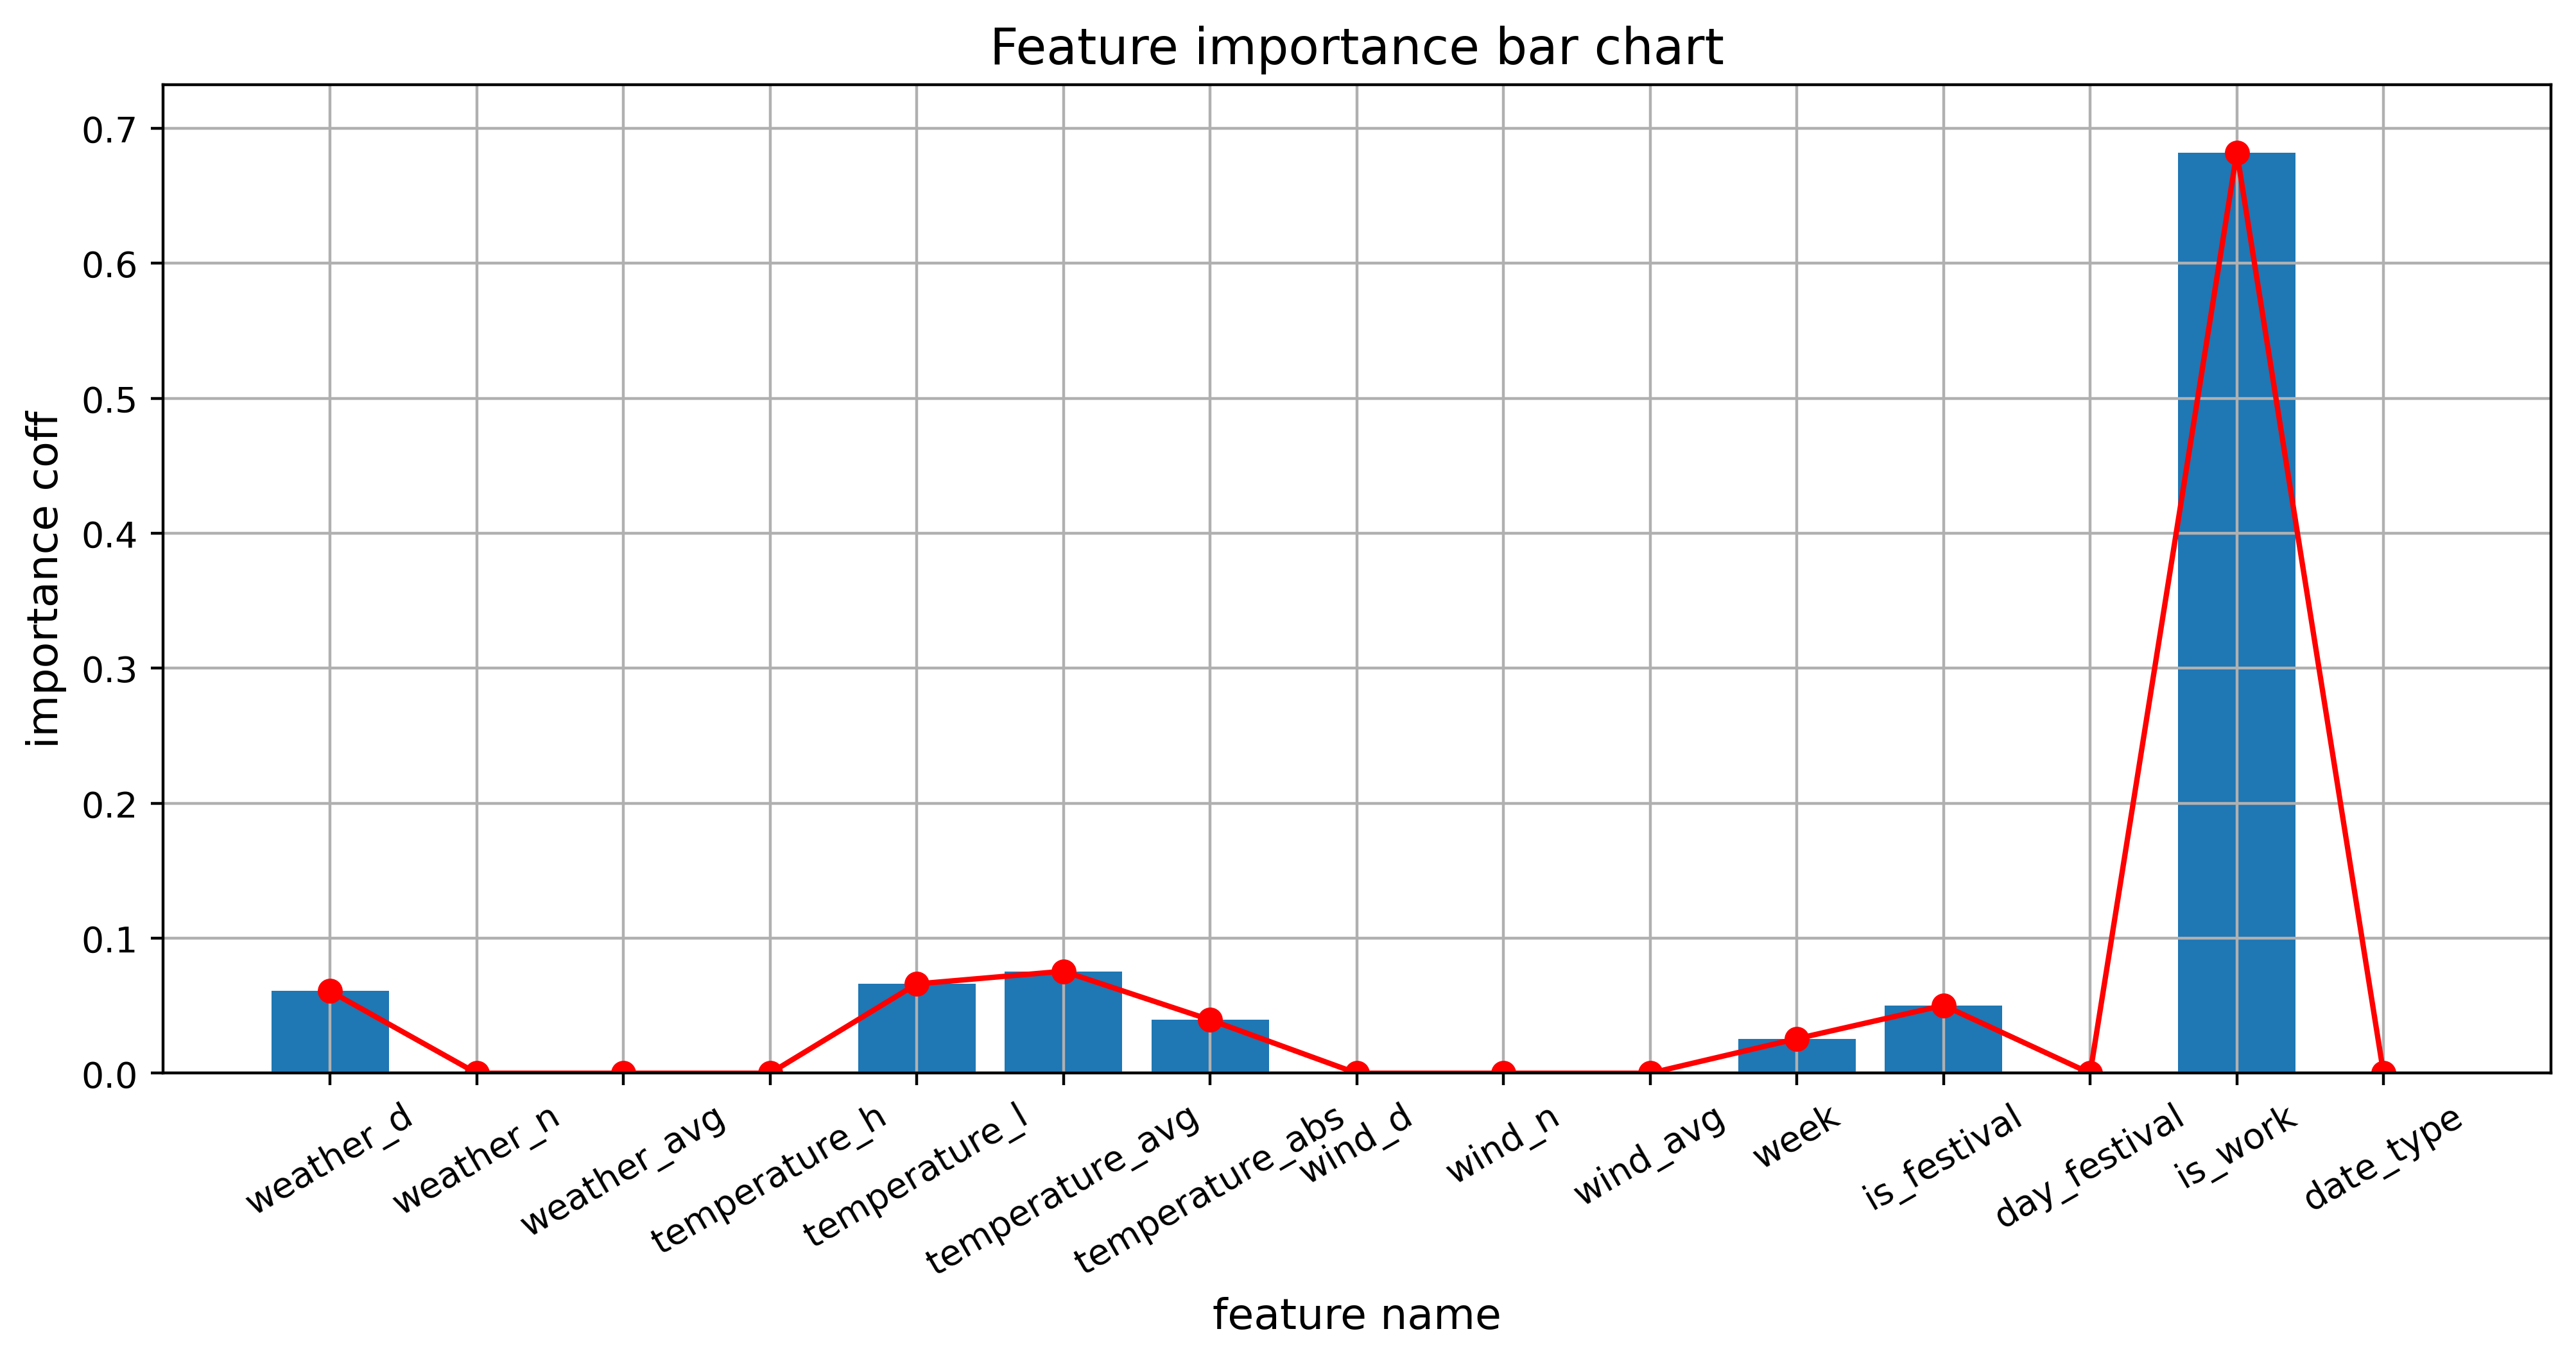 Feature importance bar chart
importance coff
0.7
0.6
0.5
0.4
0.3
0.2
0.1
0.0
weather_d
weather_n
weather_avg
temperature_h
temperature_l
temperature_avg
temperature_abs
wind_d
wind_n
wind_avg
week
is_festival
day_festival
is_work
date_type
feature name